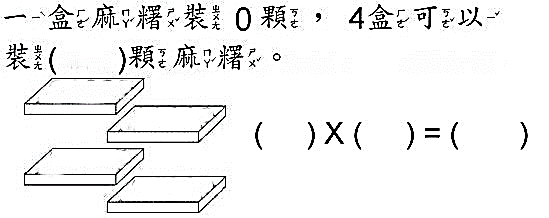 一盒麻糬裝 0 顆，4盒可以
裝(　　)顆麻糬。
(　)X(　)=(　　)